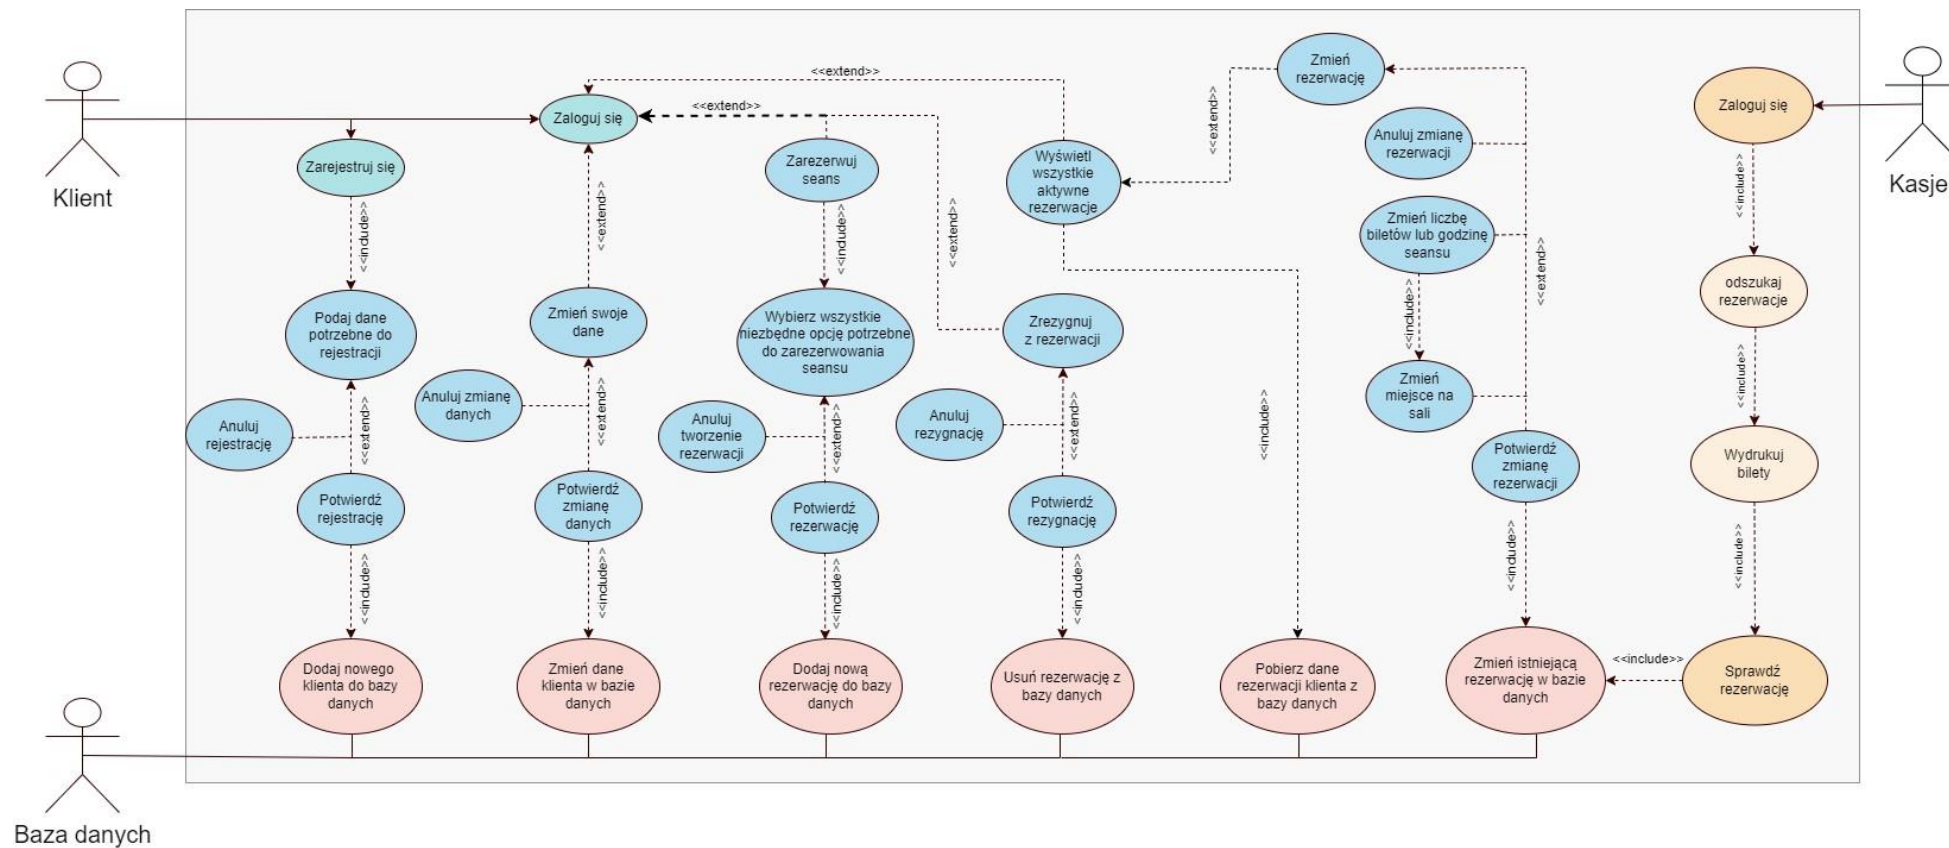 <<extend>>
Zmień
rezerwację
Zaloguj się
<<extend>>
Zaloguj się
<<extend>>
Klient
Zarejestruj się
Zarezerwuj
seans
Wyświetl
wszystkie
aktywne
rezerwację
Anuluj zmianę
rezerwacji
<<include>>
Kasje
<<include>>
<<extend>>
<<include>>
<<extend>>
Zmień liczbę
biletów lub godzinę
seansu
<<extend>>
odszukaj
rezerwacje
Podaj dane
potrzebne do
rejestracji
Zmień swoje
dane
Wybierz wszystkie
niezbędne opcję potrzebne
do zarezerwowania
seansu
Zrezygnuj
z rezerwacji
<<include>>
<<include>>
Anuluj
rejestrację
<<extend>>
Anuluj zmianę
danych
<<extend>>
Anuluj
tworzenie
rezerwacji
<<extend>>
Anuluj
rezygnację
<<extend>>
<<include>>
Zmień
miejsce na
sali
Potwierdź
zmianę
rezerwacji
Wydrukuj
bilety
Potwierdź
rejestrację
Potwierdź
zmianę
danych
Potwierdź
rezerwację
Potwierdź
rezygnację
<<include>>
<<include>>
<<include>>
<<include>>
<<include>>
<<include>>
Dodaj nowego
klienta do bazy
danych
Zmień dane
klienta w bazie
danych
Dodaj nową
rezerwację do bazy
danych
Usuń rezerwację z
bazy danych
Pobierz dane
rezerwacji klienta z
bazy danych
Zmień istniejącą
rezerwację w bazie
danych
<<include>>
Sprawdź
rezerwację
Baza danych